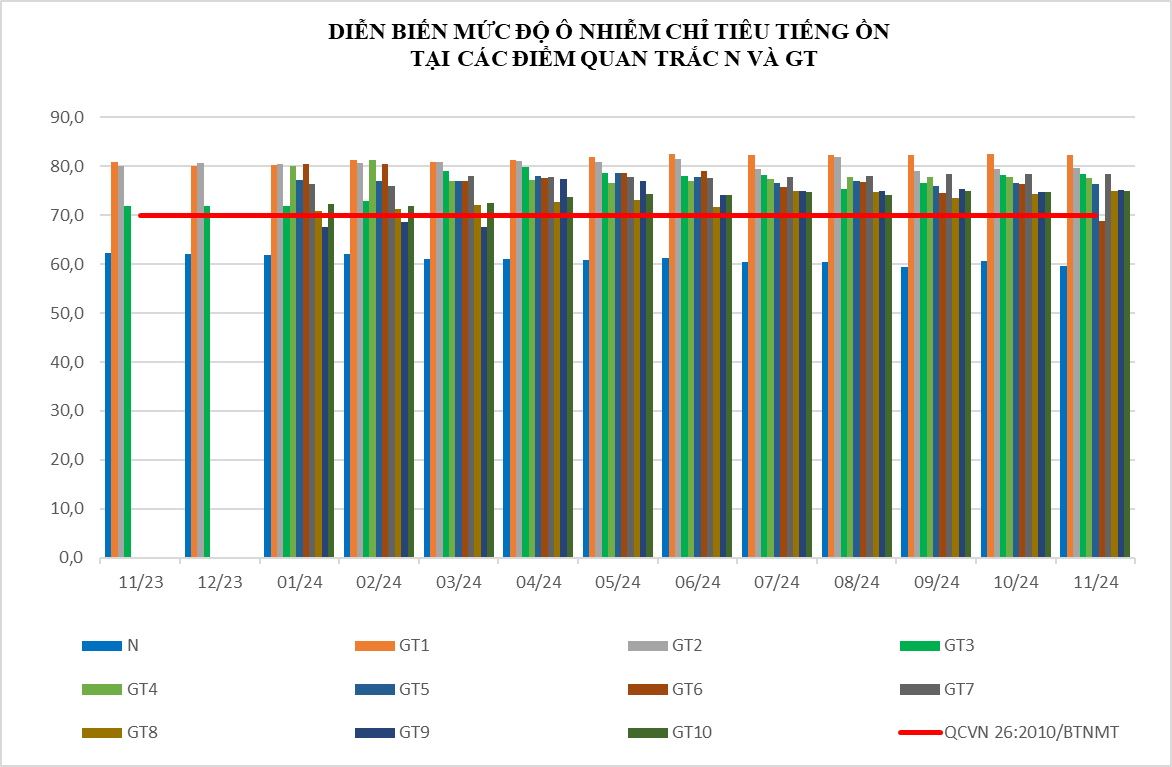 DIỄN BIẾN MỨC ĐỘ Ô NHIỄM CHỈ TIÊU TIẾNG ỒN
TẠI CÁC ĐIỂM QUAN TRẮC N VÀ GT
90,0
80,0
70,0
60,0
50,0
40,0
30,0
20,0
10,0
0,0
11/23 12/23 01/24 02/24 03/24 04/24 05/24 06/24 07/24 08/24 09/24 10/24 11/24
N GT1 GT2 GT3
GT4 GT5 GT6 GT7
GT8 GT9 GT10 QCVN 26:2010/BTNMT